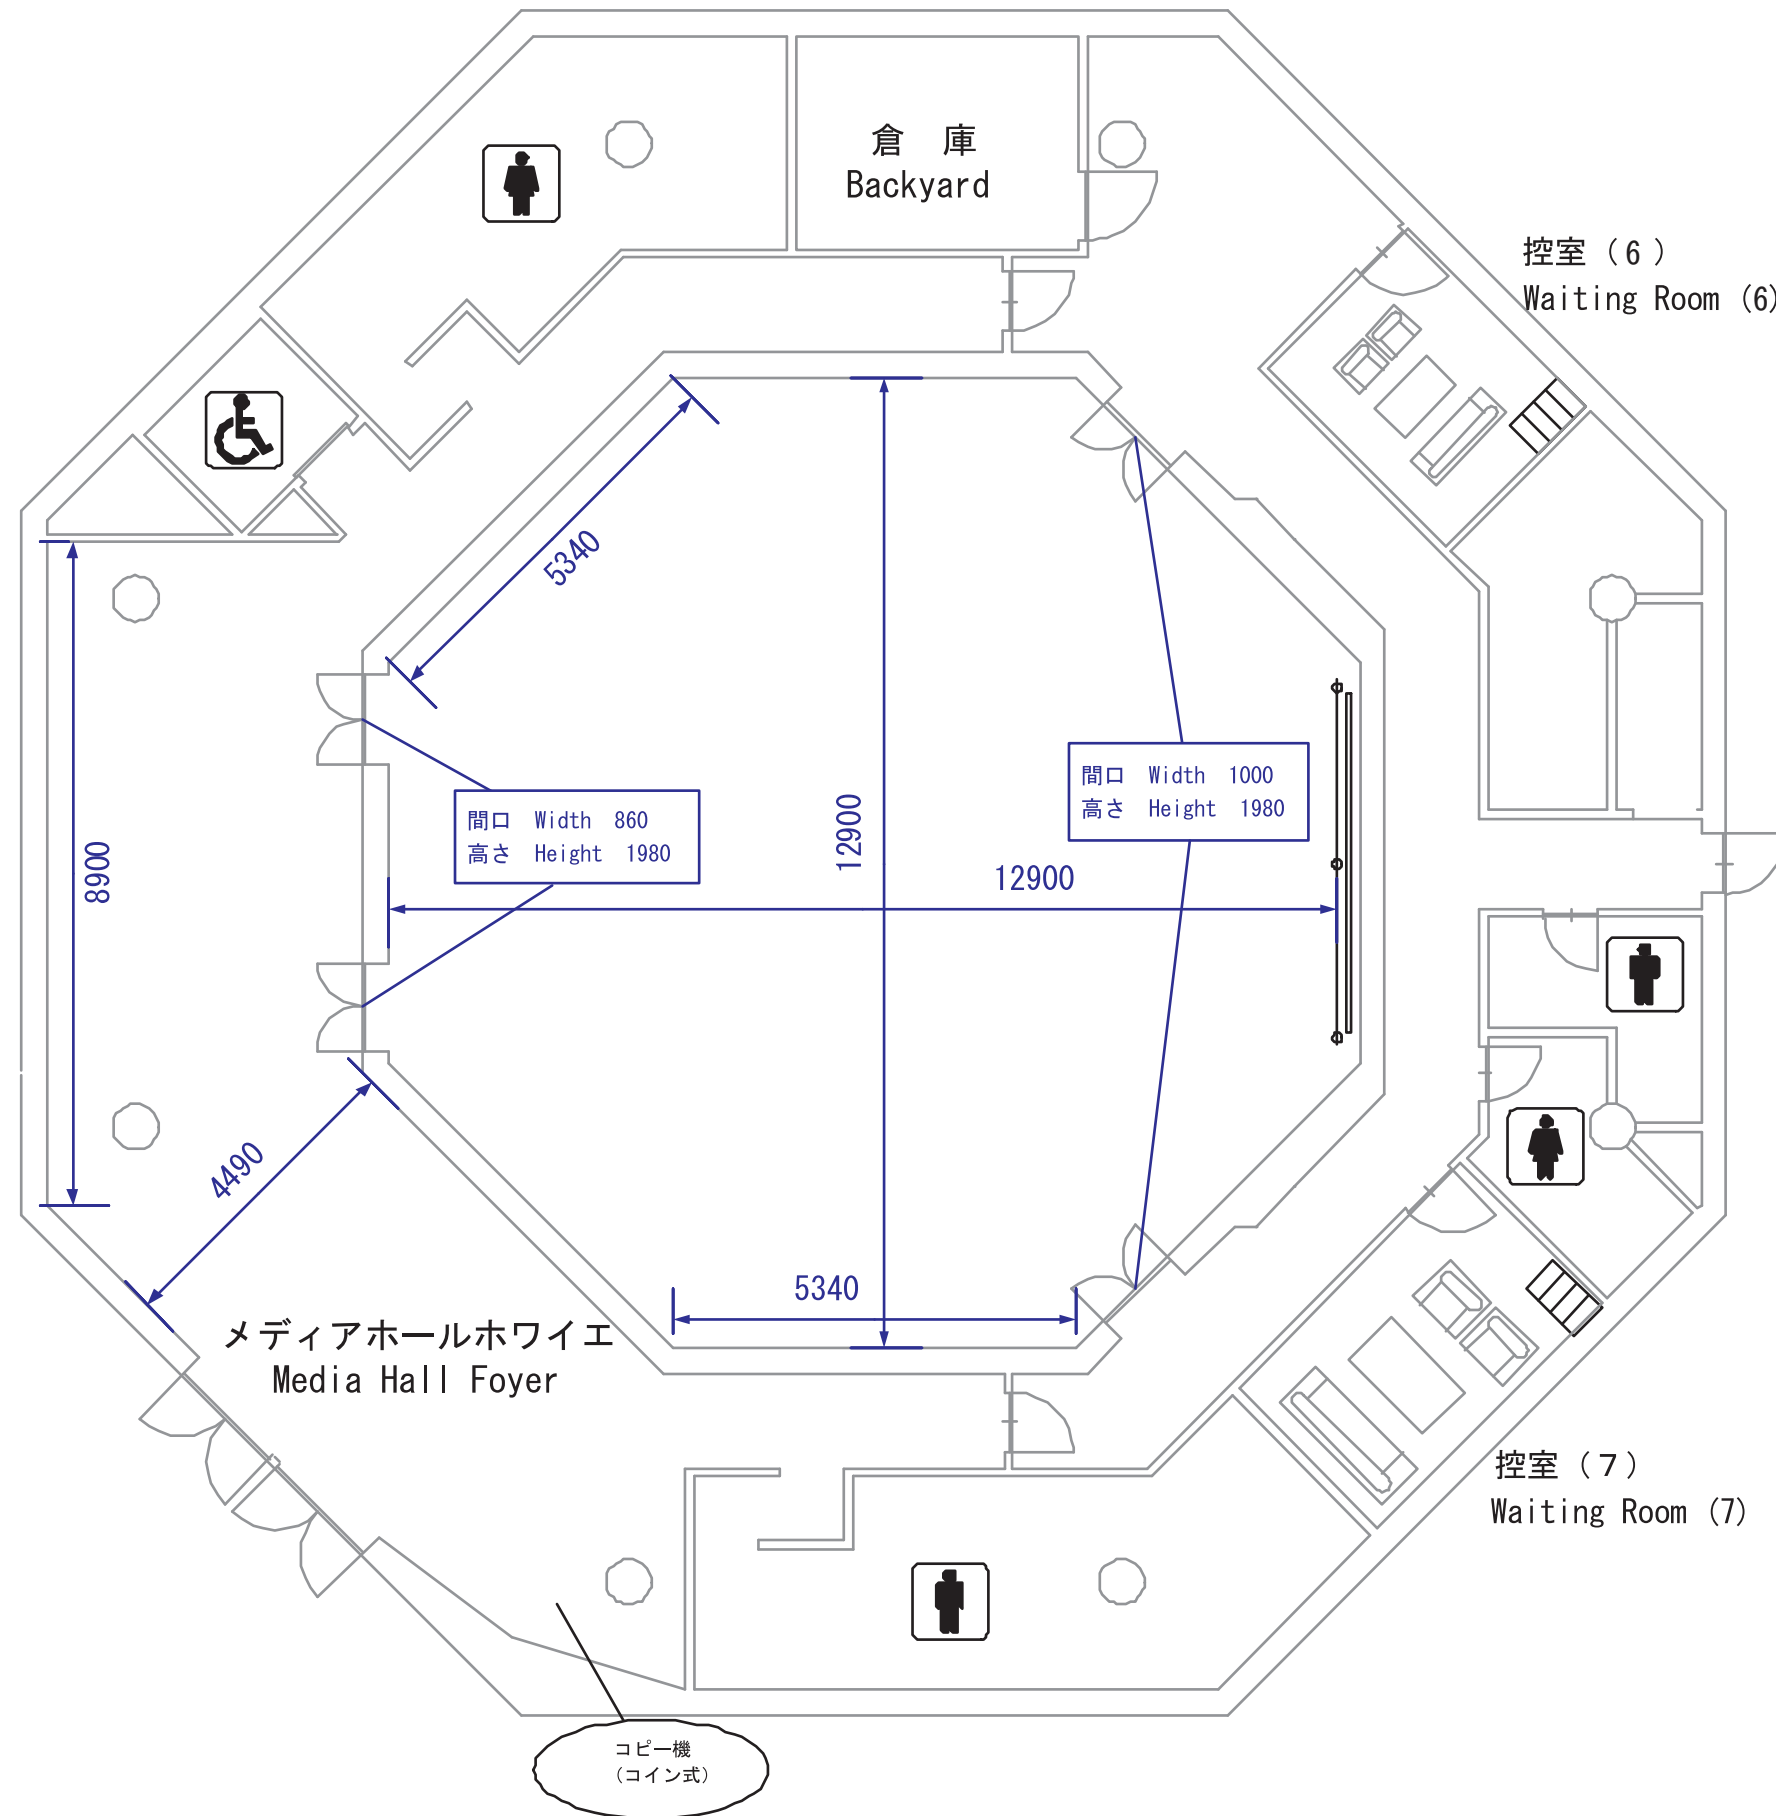 倉　庫
Backyard
控室（6）
Waiting Room (6)
5340
間口　Width　1000
高さ　Height　1980
間口　Width　860
高さ　Height　1980
12900
8900
12900
4490
5340
メディアホールホワイエ
Media Hall Foyer
控室（7）
Waiting Room (7)
コピー機
（コイン式）